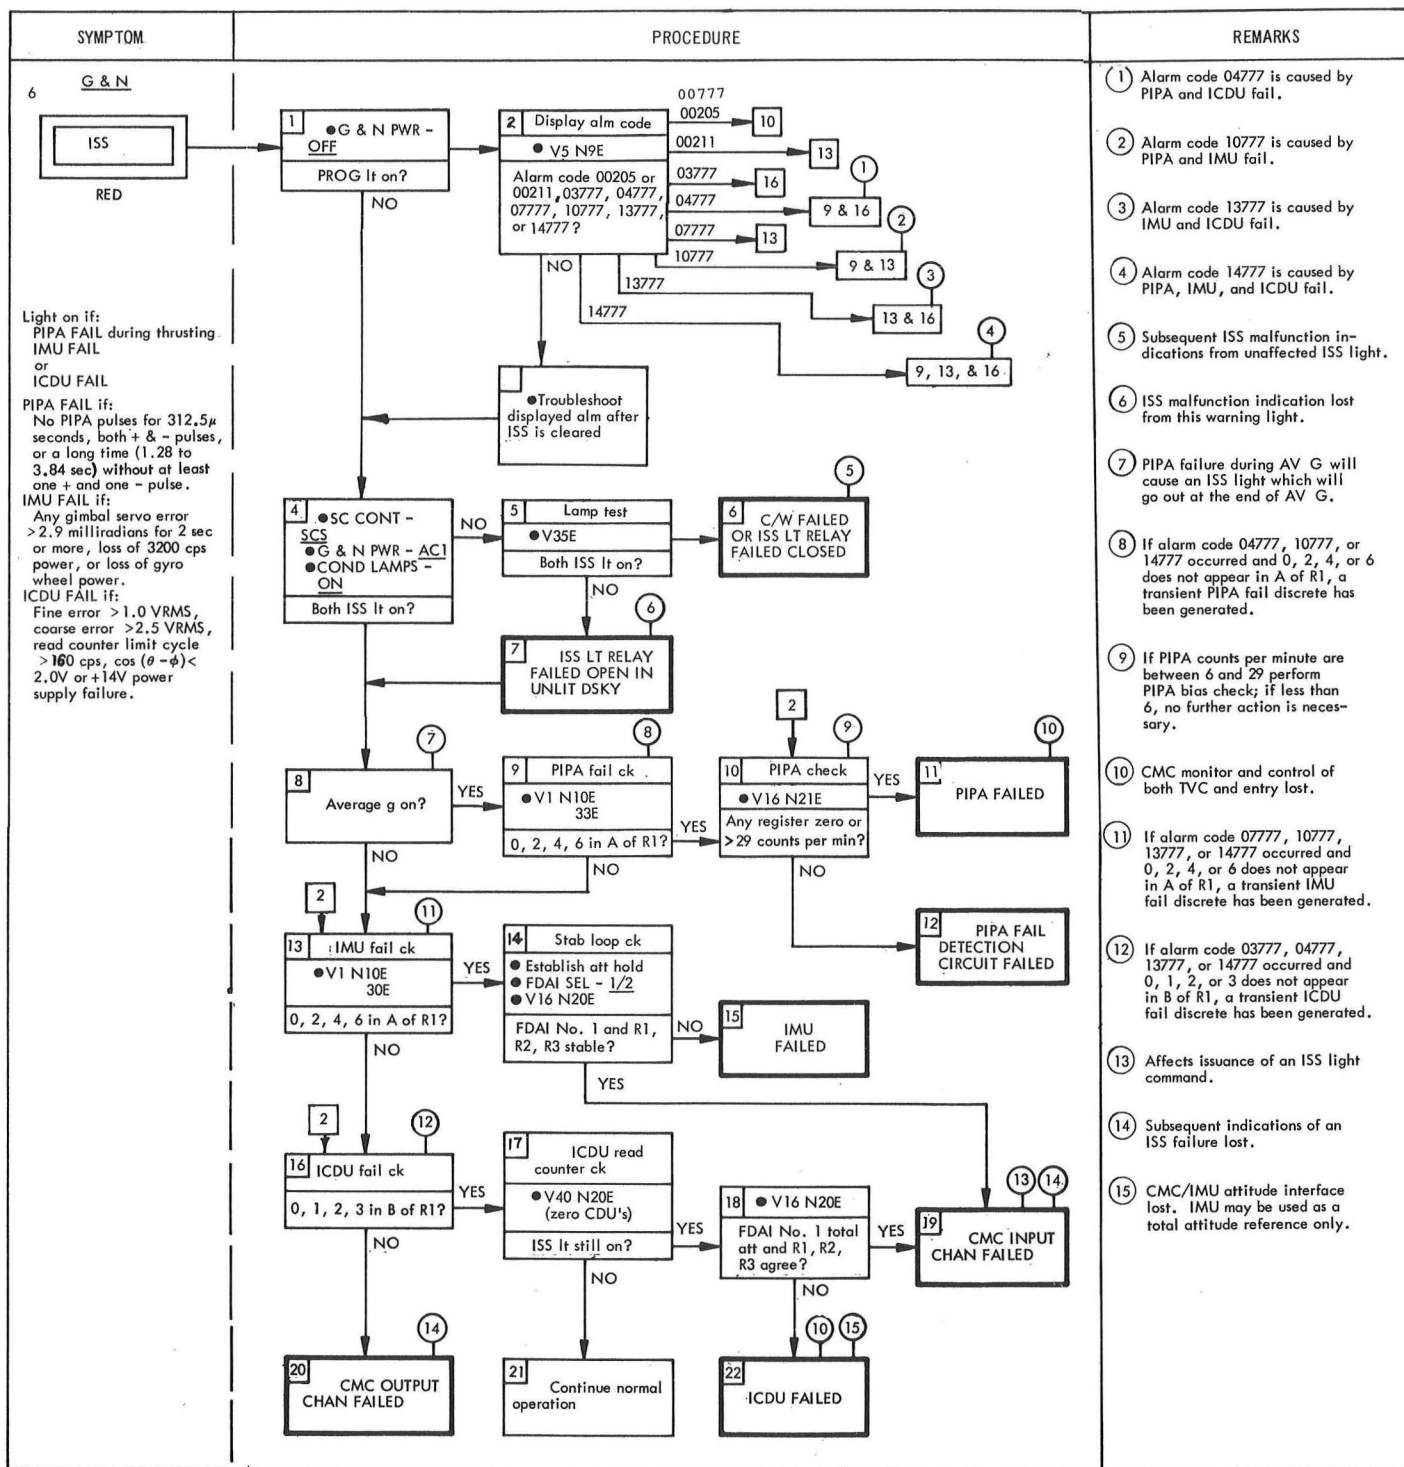 SYMPTOM
PROCEDURE
REMARKS
6
G & N
ISS
RED
Light on if:
PIPA FAIL during thrusting
IMU FAIL
or
ICDU FAIL
PIPA FAIL if:
No PIPA pulses for 312.5μ
seconds, both + & - pulses,
or a long time (1.28 to
3.84 sec) without at least
one + and one - pulse.
IMU FAIL if:
Any gimbal servo error
>2.9 milliradians for 2 sec
or more, loss of 3200 cps
power, or loss of gyro
wheel power.
ICDU FAIL if:
Fine error >1.0 VRMS,
coarse error >2.5 VRMS,
read counter limit cycle
>160 cps, cos (θ -ϕ)<
2.0V or +14V power
supply failure.
1
●G & N PWR -
OFF
PROG lt on?
NO
2 Display alm code
● V5 N9E
Alarm code 00205 or
00211, 03777, 04777,
07777, 10777, 13777,
or 14777?
00777
00205
10
00211
13
03777
16
04777
1
9 & 16
07777
13
2
10777
9 & 13
NO
13777
3
13 & 16
14777
4
9, 13, & 16
●Troubleshoot
displayed alm after
ISS is cleared
4
●SC CONT -
SCS
●G & N PWR - AC1
●COND LAMPS -
ON
Both ISS lt on?
NO
5 Lamp test
● V35E
Both ISS lt on?
NO
5
6
C/W FAILED
OR ISS LT RELAY
FAILED CLOSED
6
7 ISS LT RELAY
FAILED OPEN IN
UNLIT DSKY
7
8
Average g on?
YES
NO
8
9 PIPA fail ck
● V1 N10E
33E
0, 2, 4, 6 in A of R1?
YES
NO
2
9
10 PIPA check
● V16 N21E
Any register zero or
>29 counts per min?
YES
NO
10
11
PIPA FAILED
12 PIPA FAIL
DETECTION
CIRCUIT FAILED
2
11
13 IMU fail ck
●V1 N10E
30E
0, 2, 4, 6 in A of R1?
YES
NO
14 Stab loop ck
● Establish att hold
● FDAI SEL - 1/2
● V16 N20E
FDAI No. 1 and R1,
R2, R3 stable?
NO
YES
15
IMU
FAILED
2
12
16 ICDU fail ck
0, 1, 2, 3 in B of R1?
YES
NO
17
ICDU read
counter ck
● V40 N20E
(zero CDU's)
ISS lt still on?
YES
NO
18 ● V16 N20E
FDAI No. 1 total
att and R1, R2,
R3 agree?
YES
NO
13
14
19
CMC INPUT
CHAN FAILED
14
20
CMC OUTPUT
CHAN FAILED
21
Continue normal
operation
10
15
22
ICDU FAILED
1 Alarm code 04777 is caused by
PIPA and ICDU fail.
2 Alarm code 10777 is caused by
PIPA and IMU fail.
3 Alarm code 13777 is caused by
IMU and ICDU fail.
4 Alarm code 14777 is caused by
PIPA, IMU, and ICDU fail.
5 Subsequent ISS malfunction in-
dications from unaffected ISS light.
6 ISS malfunction indication lost
from this warning light.
7 PIPA failure during AV G will
cause an ISS light which will
go out at the end of AV G.
8 If alarm code 04777, 10777, or
14777 occurred and 0, 2, 4, or 6
does not appear in A of R1, a
transient PIPA fail discrete has
been generated.
9 If PIPA counts per minute are
between 6 and 29 perform
PIPA bias check; if less than
6, no further action is neces-
sary.
10 CMC monitor and control of
both TVC and entry lost.
11 If alarm code 07777, 10777,
13777, or 14777 occurred and
0, 2, 4, or 6 does not appear
in A of R1, a transient IMU
fail discrete has been generated.
12 If alarm code 03777, 04777,
13777, or 14777 occurred and
0, 1, 2, or 3 does not appear
in B of R1, a transient ICDU
fail discrete has been generated.
13 Affects issuance of an ISS light
command.
14 Subsequent indications of an
ISS failure lost.
15 CMC/IMU attitude interface
lost. IMU may be used as a
total attitude reference only.